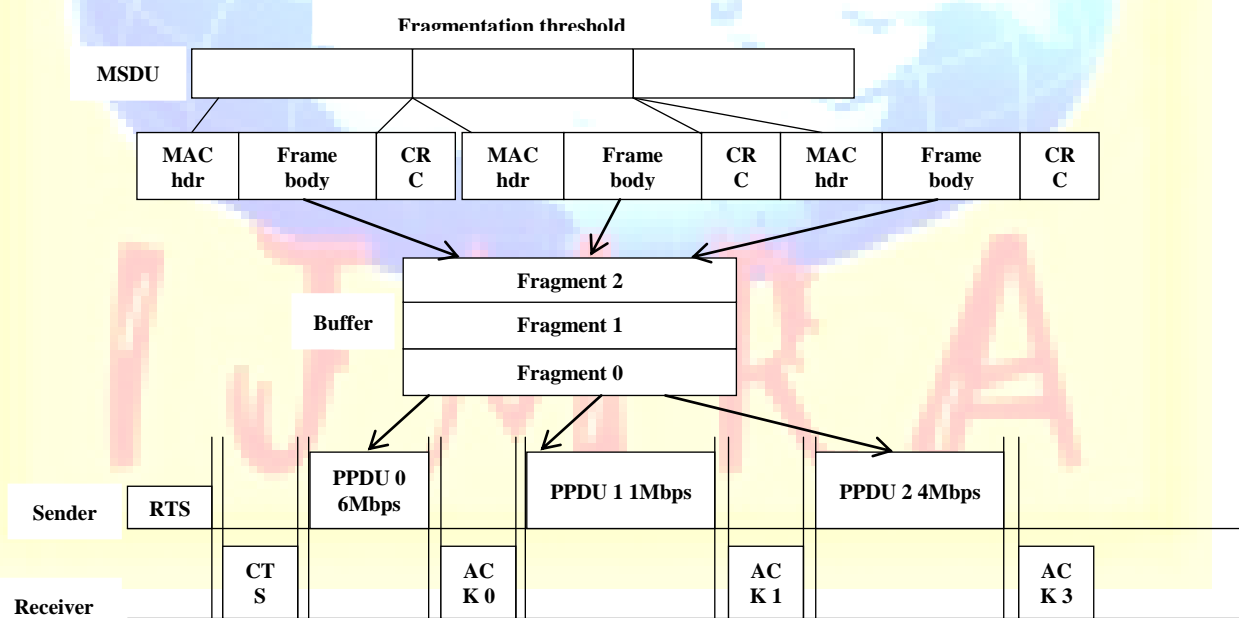 Fragmentation threshold
MSDU
MAC hdr
Frame body
CR C
MAC hdr
Frame body
CR C
MAC hdr
Frame body
CR C
Fragment 2
Buffer
Fragment 1
Fragment 0
PPDU 0 6Mbps
PPDU 1 1Mbps
PPDU 2 4Mbps
Sender
RTS
CT S
AC K 0
AC K 1
AC K 3
Receiver
IJMRA